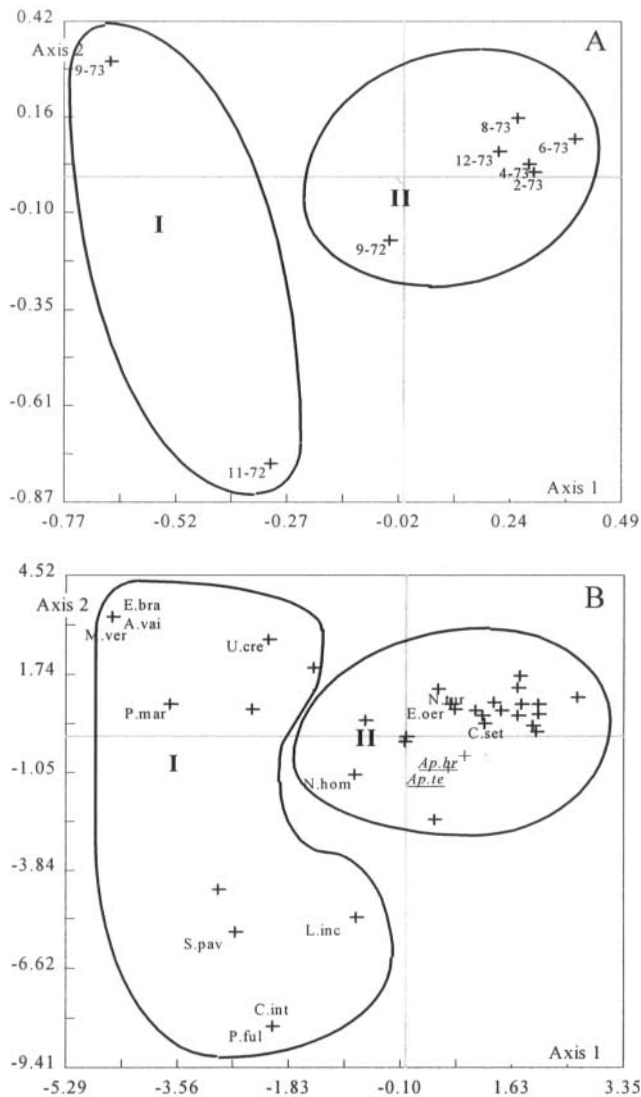 0.42
A
Axis 2
9-73
0.16
8-73
6-73
12-73
4-73
2-73
-0.10
I
II
9-72
-0.35
-0.61
11-72
-0.87
Axis 1
-0.77 -0.52 -0.27 -0.02 0.24 0.49
4.52
B
Axis 2
E.bra
A.vai
M.ver
U.cre
1.74
P.mar
N.tur
E.oer
C.set
I
II
-1.05
Ap.br
Ap.te
N.hom
-3.84
S.pav
L.inc
-6.62
C.int
P.ful
-9.41
Axis 1
-5.29 -3.56 -1.83 -0.10 1.63 3.35